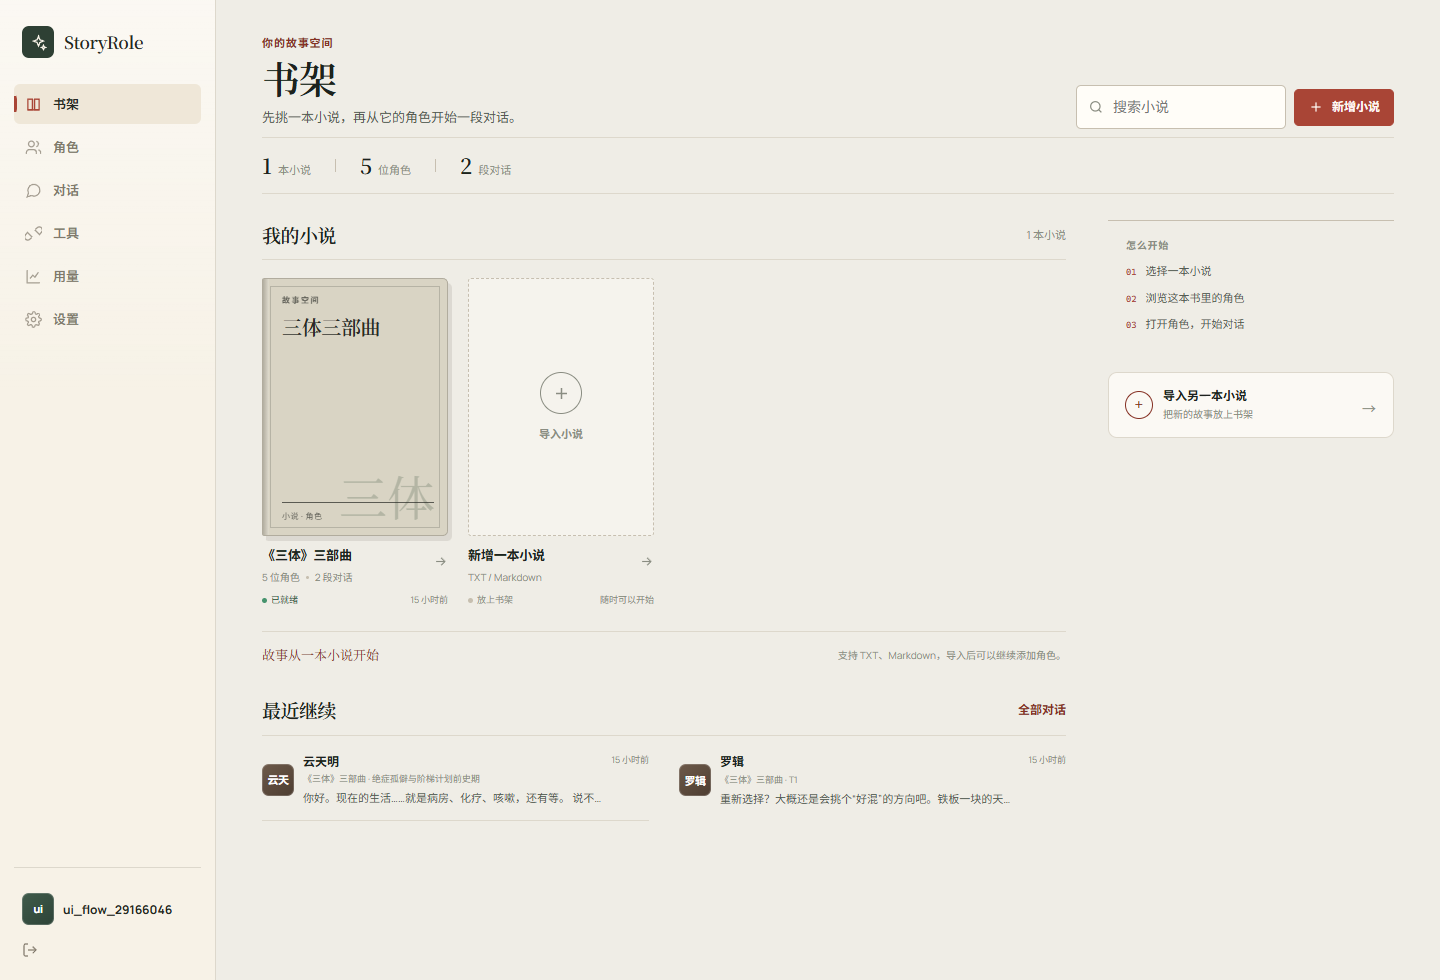 StoryRole
书架
角色
对话
工具
用量
设置
ui
ui_flow_29166046
你的故事空间
书架
先挑一本小说，再从它的角色开始一段对话。
搜索小说
新增小说
1 本小说
5 位角色
2 段对话
我的小说
1 本小说
故事空间
三体三部曲
三体
小说 · 角色
《三体》三部曲
5 位角色 • 2 段对话
已就绪
15 小时前
导入小说
新增一本小说
TXT / Markdown
放上书架
随时可以开始
故事从一本小说开始
支持 TXT、Markdown，导入后可以继续添加角色。
最近继续
全部对话
云天
云天明
15 小时前
《三体》三部曲 · 绝症孤僻与阶梯计划前史期
你好。现在的生活……就是病房、化疗、咳嗽，还有等。 说不...
罗辑
罗辑
15 小时前
《三体》三部曲 · T1
重新选择？大概还是会挑个“好混”的方向吧。铁板一块的天...
怎么开始
01 选择一本小说
02 浏览这本书里的角色
03 打开角色，开始对话
导入另一本小说
把新的故事放上书架